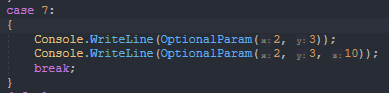 case 7:
{
    Console.WriteLine(OptionalParam(x: 2, y: 3));
    Console.WriteLine(OptionalParam(x: 2, y: 3, z: 10));
    break;
}